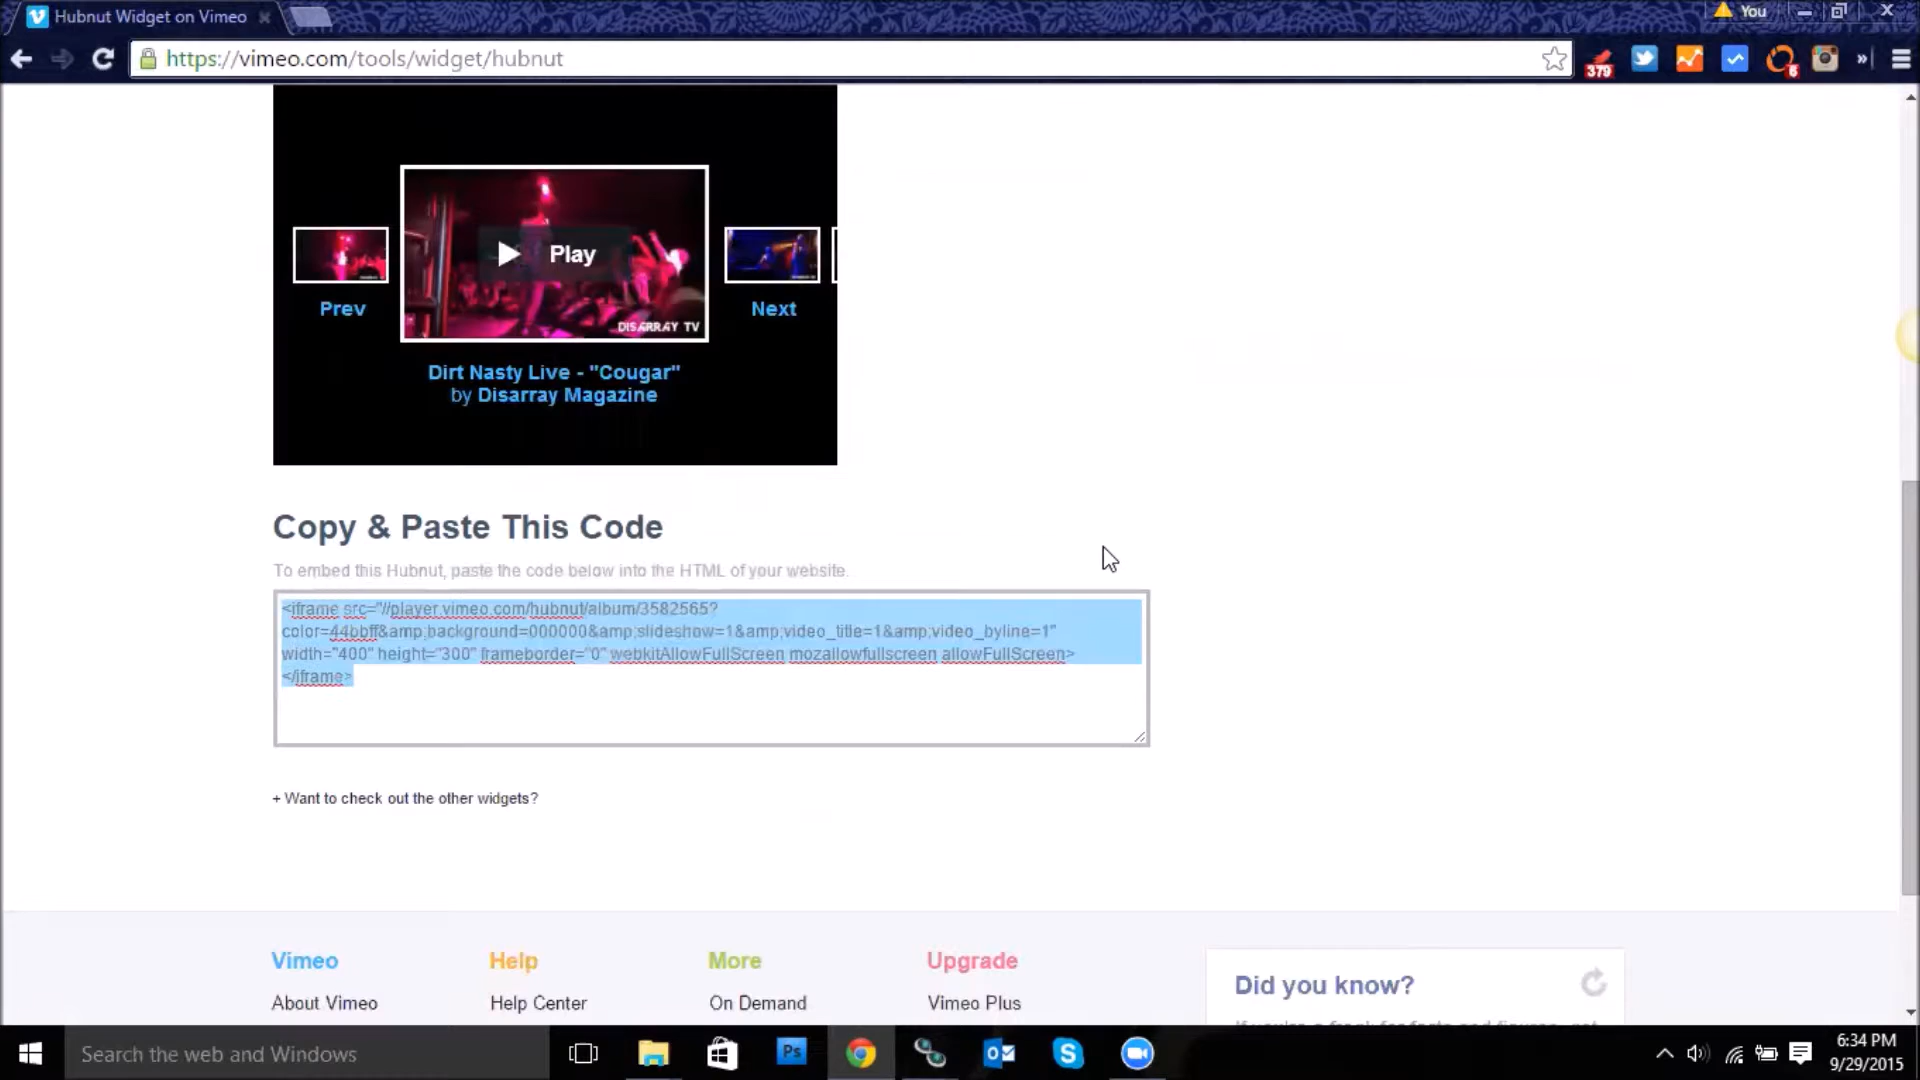 Hubnut Widget on Vimeo
You
https://vimeo.com/tools/widget/hubnut
379
6
Play
Prev
Next
DISARRAY TV
Dirt Nasty Live - "Cougar"
by Disarray Magazine
Copy & Paste This Code
To embed this Hubnut, paste the code below into the HTML of your website.
<iframe src="//player.vimeo.com/hubnut/album/3582565?
color=44bbff&amp;background=000000&amp;slideshow=1&amp;video_title=1&amp;video_byline=1"
width="400" height="300" frameborder="0" webkitAllowFullScreen mozallowfullscreen allowFullScreen>
</iframe>
+ Want to check out the other widgets?
Vimeo Help More Upgrade
About Vimeo Help Center On Demand Vimeo Plus
Did you know?
Search the web and Windows
Ps
6:34 PM
9/29/2015